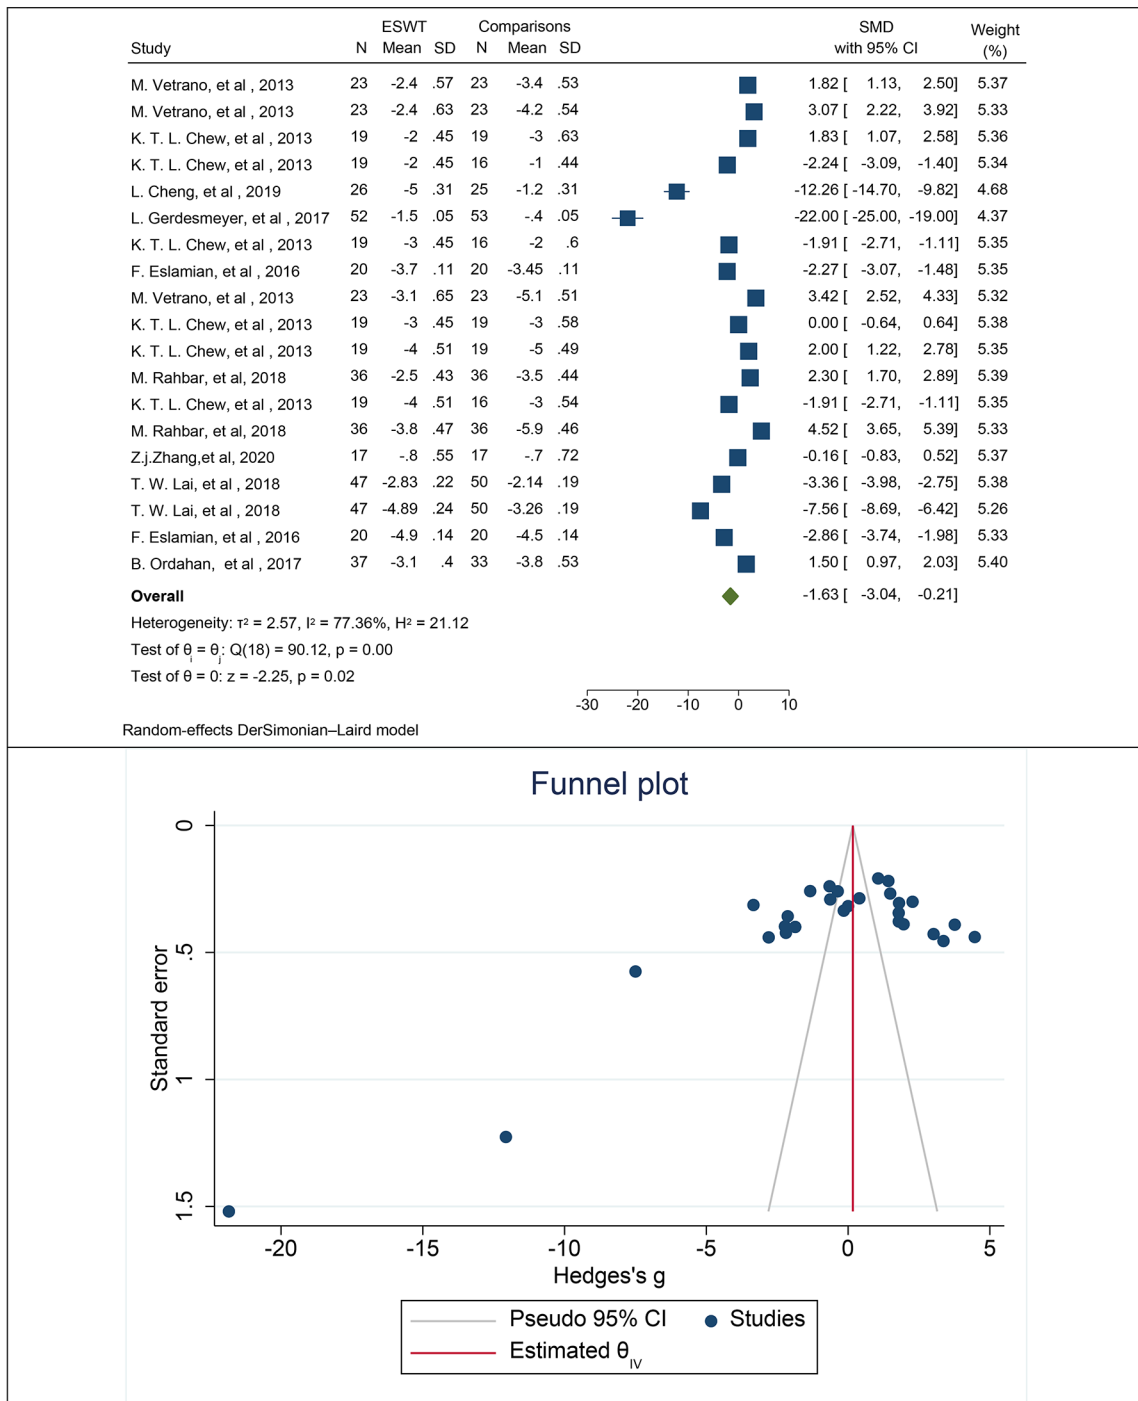 ESWT Comparisons SMD Weight
Study N Mean SD N Mean SD with 95% CI (%)
M. Vetrano, et al , 2013 23 -2.4 .57 23 -3.4 .53 1.82 [ 1.13, 2.50] 5.37
M. Vetrano, et al , 2013 23 -2.4 .63 23 -4.2 .54 3.07 [ 2.22, 3.92] 5.33
K. T. L. Chew, et al , 2013 19 -2 .45 19 -3 .63 1.83 [ 1.07, 2.58] 5.36
K. T. L. Chew, et al , 2013 19 -2 .45 16 -1 .44 -2.24 [ -3.09, -1.40] 5.34
L. Cheng, et al , 2019 26 -5 .31 25 -1.2 .31 -12.26 [ -14.70, -9.82] 4.68
L. Gerdesmeyer, et al , 2017 52 -1.5 .05 53 -.4 .05 -22.00 [ -25.00, -19.00] 4.37
K. T. L. Chew, et al , 2013 19 -3 .45 16 -2 .6 -1.91 [ -2.71, -1.11] 5.35
F. Eslamian, et al , 2016 20 -3.7 .11 20 -3.45 .11 -2.27 [ -3.07, -1.48] 5.35
M. Vetrano, et al , 2013 23 -3.1 .65 23 -5.1 .51 3.42 [ 2.52, 4.33] 5.32
K. T. L. Chew, et al , 2013 19 -3 .45 19 -3 .58 0.00 [ -0.64, 0.64] 5.38
K. T. L. Chew, et al , 2013 19 -4 .51 19 -5 .49 2.00 [ 1.22, 2.78] 5.35
M. Rahbar, et al, 2018 36 -2.5 .43 36 -3.5 .44 2.30 [ 1.70, 2.89] 5.39
K. T. L. Chew, et al , 2013 19 -4 .51 16 -3 .54 -1.91 [ -2.71, -1.11] 5.35
M. Rahbar, et al, 2018 36 -3.8 .47 36 -5.9 .46 4.52 [ 3.65, 5.39] 5.33
Z.j.Zhang,et al, 2020 17 -.8 .55 17 -.7 .72 -0.16 [ -0.83, 0.52] 5.37
T. W. Lai, et al , 2018 47 -2.83 .22 50 -2.14 .19 -3.36 [ -3.98, -2.75] 5.38
T. W. Lai, et al , 2018 47 -4.89 .24 50 -3.26 .19 -7.56 [ -8.69, -6.42] 5.26
F. Eslamian, et al , 2016 20 -4.9 .14 20 -4.5 .14 -2.86 [ -3.74, -1.98] 5.33
B. Ordahan, et al , 2017 37 -3.1 .4 33 -3.8 .53 1.50 [ 0.97, 2.03] 5.40
Overall -1.63 [ -3.04, -0.21]
Heterogeneity: τ² = 2.57, I² = 77.36%, H² = 21.12
Test of θᵢ = θⱼ: Q(18) = 90.12, p = 0.00
Test of θ = 0: z = -2.25, p = 0.02
-30 -20 -10 0 10
Random-effects DerSimonian–Laird model
Funnel plot
Standard error
0
.5
1
1.5
-20 -15 -10 -5 0 5
Hedges's g
Pseudo 95% CI Studies
Estimated θ IV